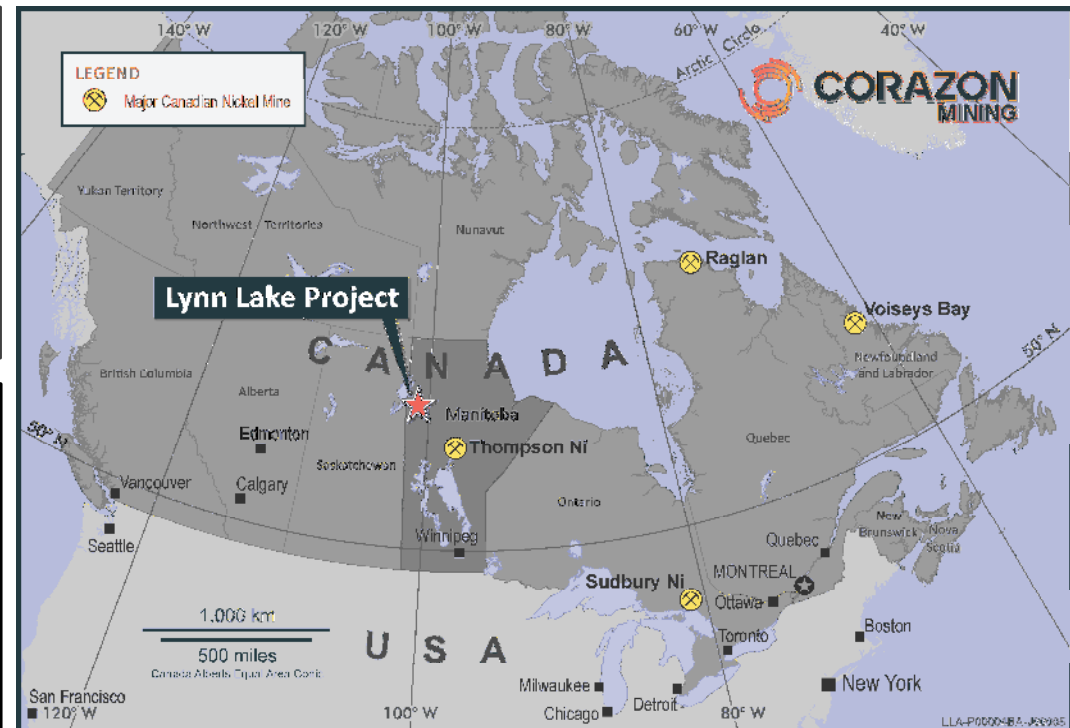 140° W
120° W
100° W
80° W
60° W
40° W
Arctic Circle
LEGEND
Major Canadian Nickel Mine
CORAZON
MINING
Yukan Territory
Northwest Territories
Nunavut
Raglan
Lynn Lake Project
Voiseys Bay
CANADA
50° N
Newfoundland
and Labrador
British Columbia
Alberta
Manitoba
Edmonton
Thompson Ni
Quebec
50° N
Saskatchewan
Vancouver
Calgary
Ontario
Seattle
Winnipeg
New
Brunswick
Nova
Scotia
Quebec
MONTREAL
Sudbury Ni
Ottawa
1,000 km
Toronto
Boston
500 miles
USA
Canada Alberts Equal Area Conic
Milwaukee
Detroit
New York
San Francisco
Chicago
120° W
100° W
80° W